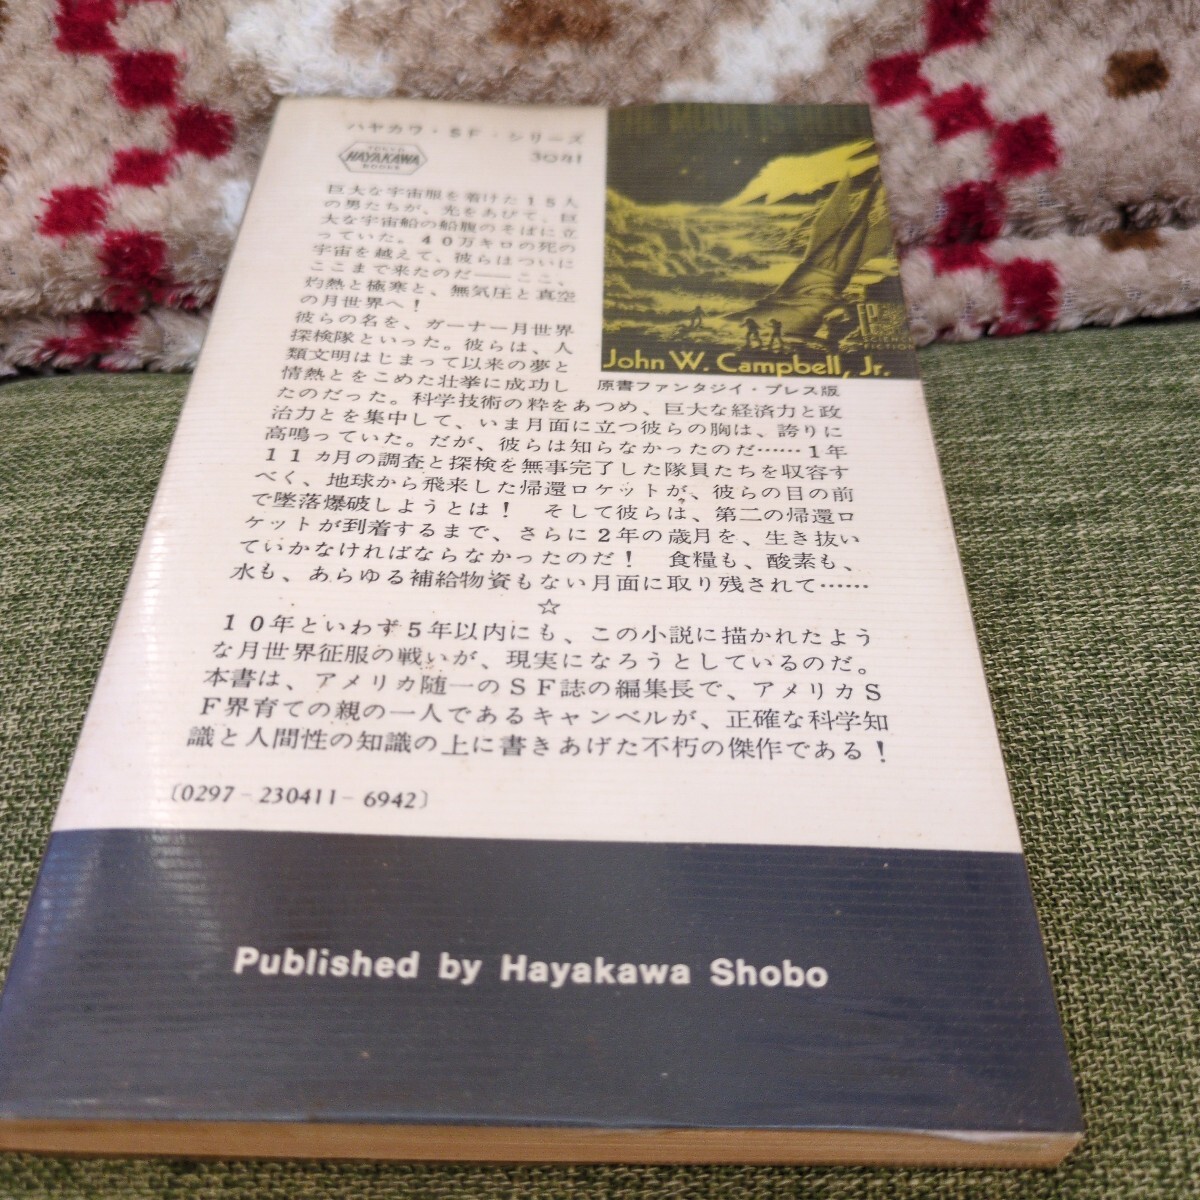 ハヤカワ・SF・シリーズ
3041
TOKYO
HAYAKAWA
BOOKS
THE MOON IS HELL
FP
SCIENCE
FICTION
John W. Campbell, Jr.
原書ファンタジイ・プレス版
巨大な宇宙服を着けた15人
の男たちが、光をあびて、巨
大な宇宙船の船腹のそばに立
っていた。40万キロの死の
宇宙を越えて、彼らはついに
ここまで来たのだ――ここ、
灼熱と極寒と、無気圧と真空
の月世界へ！
彼らの名を、ガーナー月世界
探検隊といった。彼らは、人
類文明はじまって以来の夢と
情熱とをこめた壮挙に成功し
たのだった。科学技術の粋をあつめ、巨大な経済力と政
治力とを集中して、いま月面に立つ彼らの胸は、誇りに
高鳴っていた。だが、彼らは知らなかったのだ……1年
11ヵ月の調査と探検を無事完了した隊員たちを収容す
べく、地球から飛来した帰還ロケットが、彼らの目の前
で墜落爆破しようとは！　そして彼らは、第二の帰還ロ
ケットが到着するまで、さらに2年の歳月を、生き抜い
ていかなければならなかったのだ！　食糧も、酸素も、
水も、あらゆる補給物資もない月面に取り残されて……
☆
10年といわず5年以内にも、この小説に描かれたよう
な月世界征服の戦いが、現実になろうとしているのだ。
本書は、アメリカ随一のSF誌の編集長で、アメリカS
F界育ての親の一人であるキャンベルが、正確な科学知
識と人間性の知識の上に書きあげた不朽の傑作である！
〔0297-230411-6942〕
Published by Hayakawa Shobo